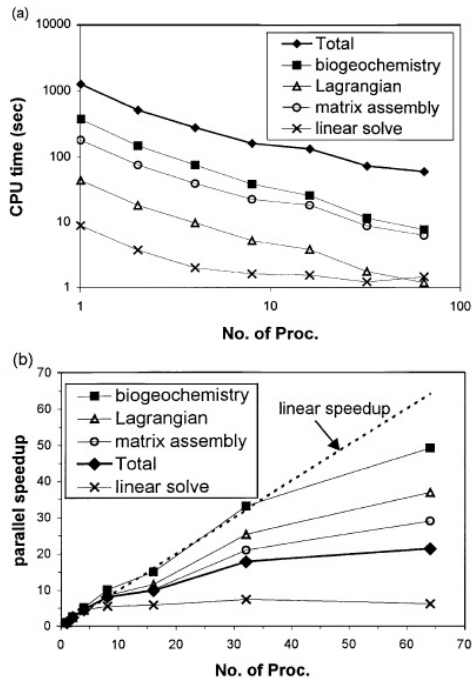 (a)
10000
1000
100
10
1
CPU time (sec)
Total
biogeochemistry
Lagrangian
matrix assembly
linear solve
1
10
100
No. of Proc.
(b)
70
60
50
40
30
20
10
0
parallel speedup
biogeochemistry
Lagrangian
matrix assembly
Total
linear solve
linear speedup
0
10
20
30
40
50
60
70
No. of Proc.